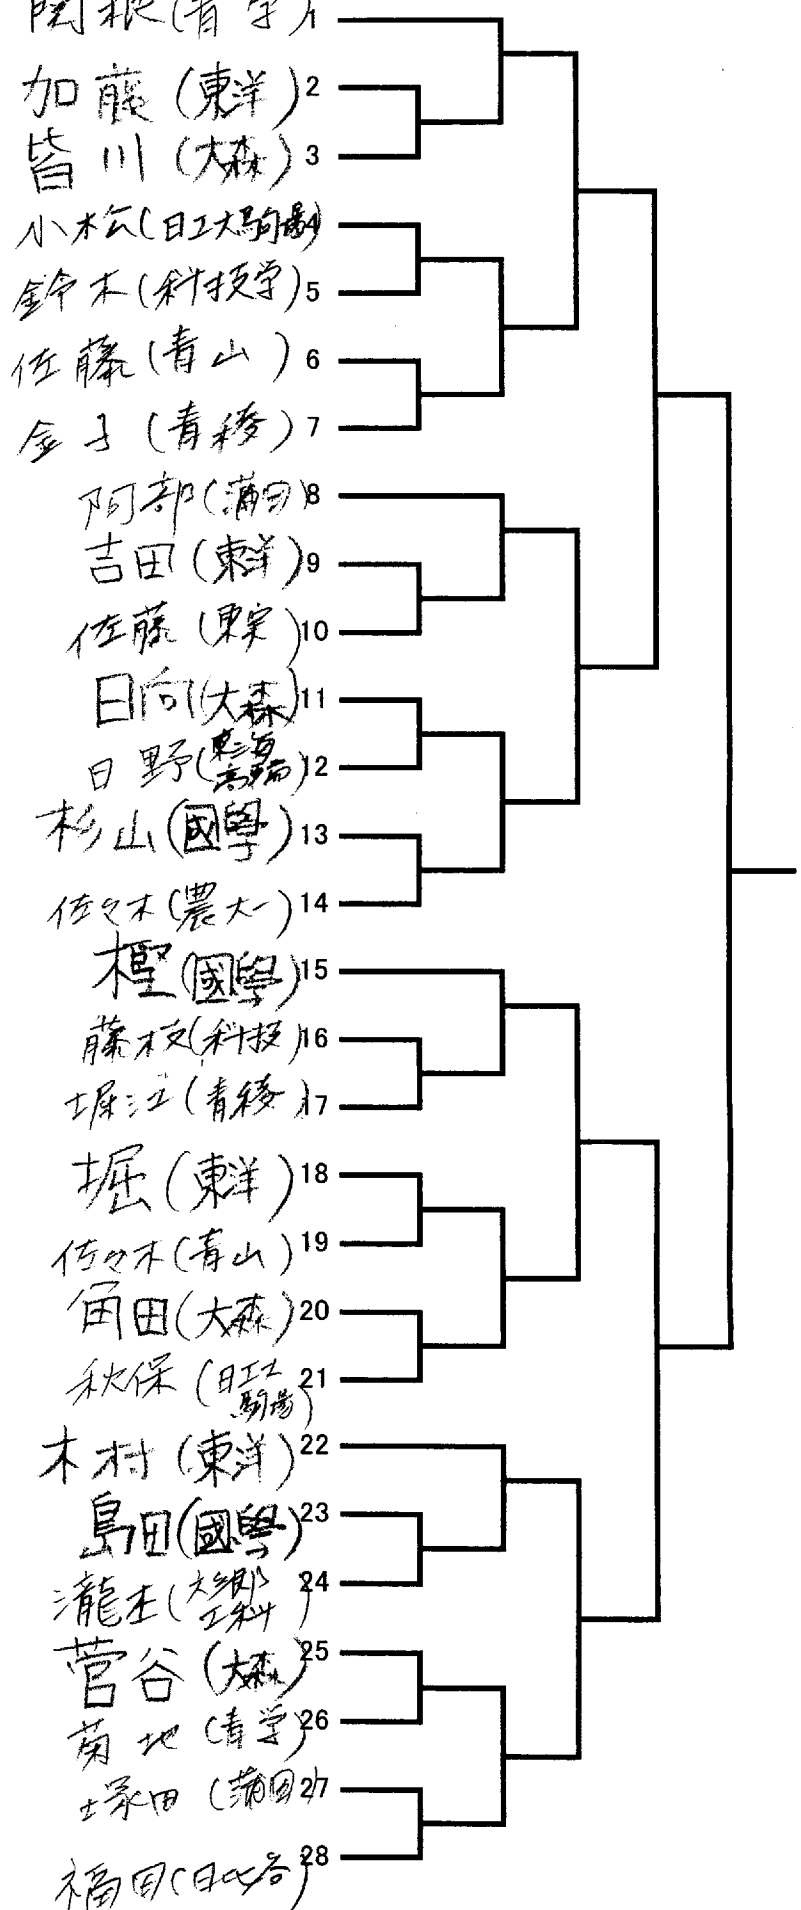 関根(青学)1
加藤(東洋)2
皆川(大森)3
小松(日工大駒場)4
鈴木(科技学)5
佐藤(青山)6
金子(青稜)7
阿部(蒲田)8
吉田(東洋)9
佐藤(東実)10
日向(大森)11
日野(東海高輪)12
杉山(國學)13
佐々木(農大一)14
樫(國學)15
藤枝(科技)16
堀江(青稜)17
堀(東洋)18
佐々木(青山)19
角田(大森)20
秋保(日工大駒場)21
木村(東洋)22
島田(國學)23
瀧本(六郷工科)24
菅谷(大森)25
菊地(青学)26
塚田(蒲田)27
福田(日比谷)28